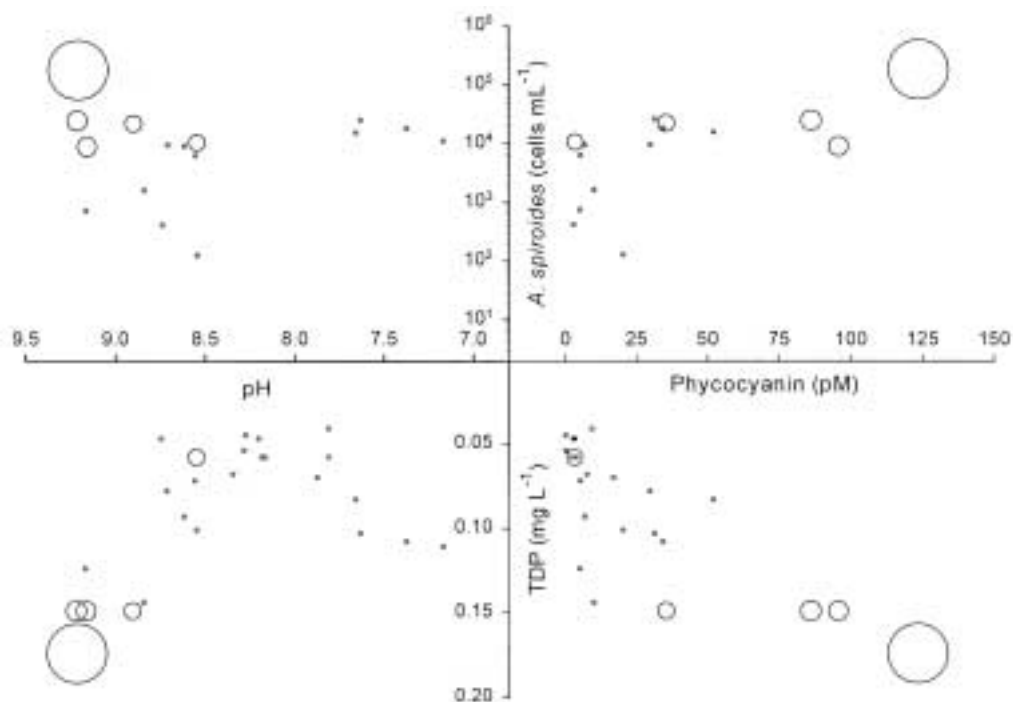 10⁶
10⁵
10⁴
10³
10²
10¹
A. spiroides (cells mL⁻¹)
9.5 9.0 8.5 8.0 7.5 7.0 0 25 50 75 100 125 150
pH
Phycocyanin (pM)
0.05
0.10
0.15
0.20
TDP (mg L⁻¹)